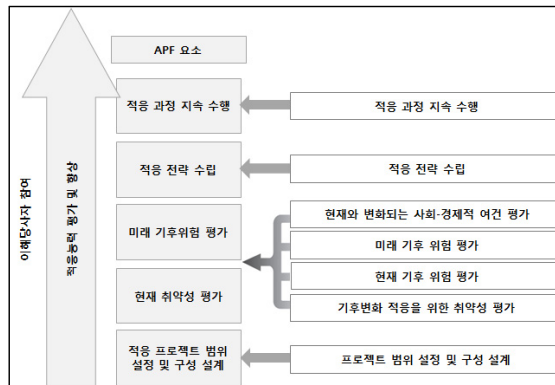 APF 요소
적응 과정 지속 수행
적응 과정 지속 수행
적응 전략 수립
적응 전략 수립
미래 기후위험 평가
현재 취약성 평가
현재와 변화되는 사회-경제적 여건 평가
미래 기후 위험 평가
현재 기후 위험 평가
기후변화 적응을 위한 취약성 평가
적응 프로젝트 범위
설정 및 구성 설계
프로젝트 범위 설정 및 구성 설계
이해당사자 참여
적응능력 평가 및 향상